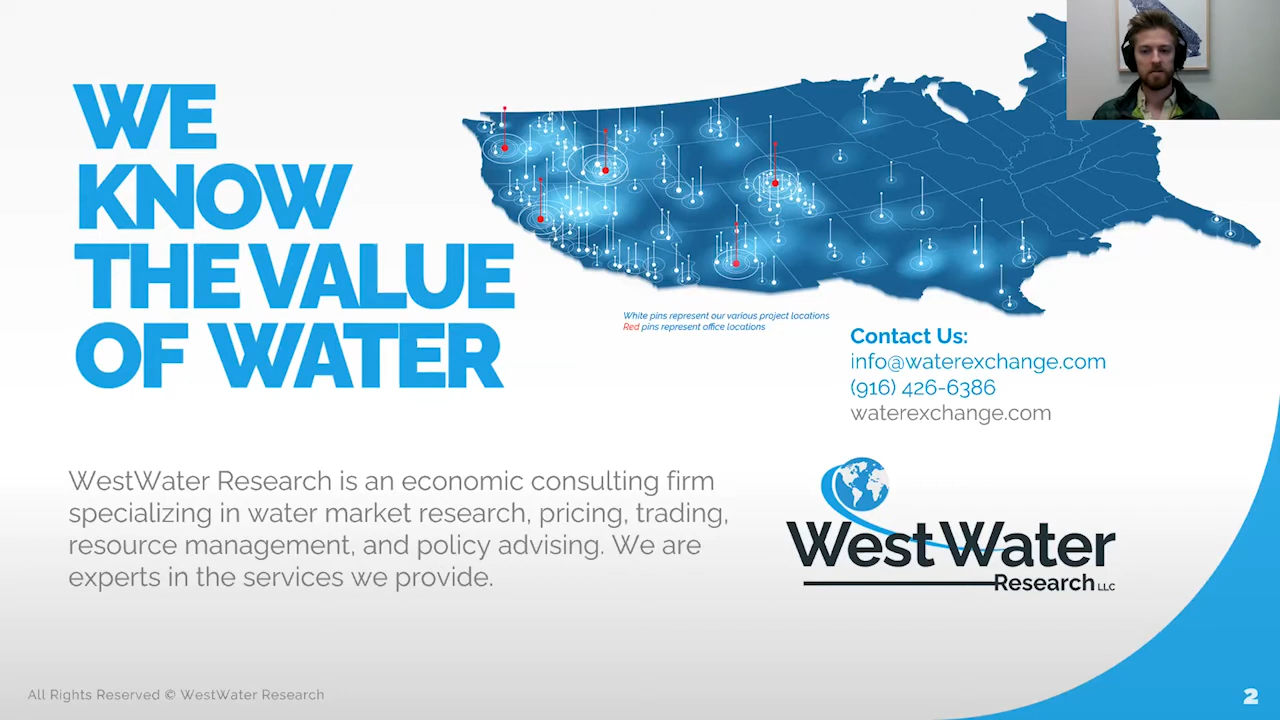 WE
KNOW
THE VALUE
OF WATER
White pins represent our various project locations
Red pins represent office locations
Contact Us:
info@waterexchange.com
(916) 426-6386
waterexchange.com
WestWater Research is an economic consulting firm
specializing in water market research, pricing, trading,
resource management, and policy advising. We are
experts in the services we provide.
WestWater
Research LLC
All Rights Reserved © WestWater Research
2